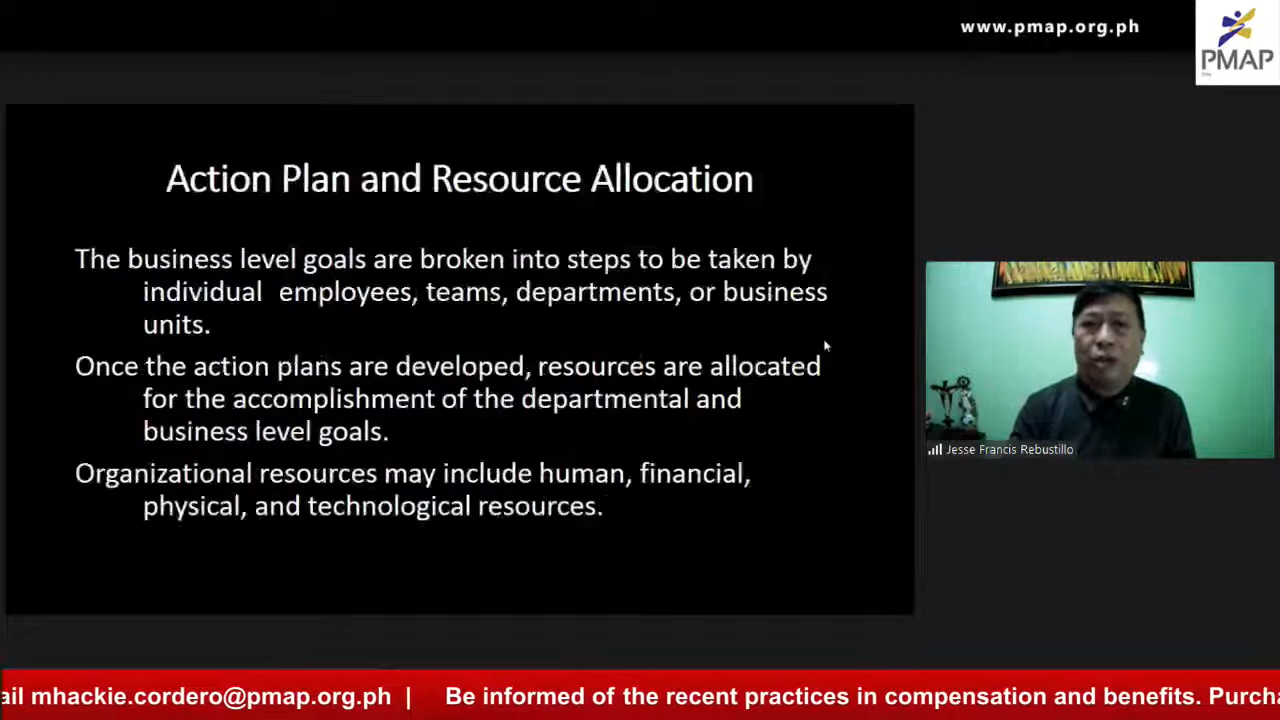 www.pmap.org.ph
PMAP
Action Plan and Resource Allocation
The business level goals are broken into steps to be taken by
individual employees, teams, departments, or business
units.
Once the action plans are developed, resources are allocated
for the accomplishment of the departmental and
business level goals.
Organizational resources may include human, financial,
physical, and technological resources.
Jesse Francis Rebustillo
ail mhackie.cordero@pmap.org.ph | Be informed of the recent practices in compensation and benefits. Purcha